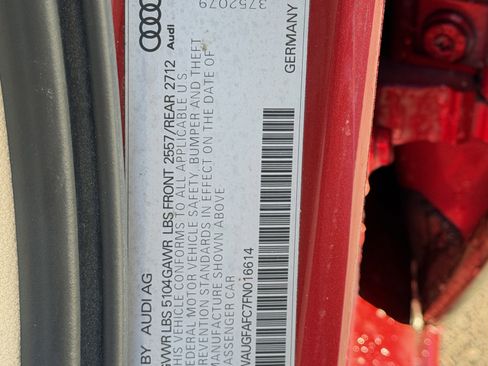 BY AUDI AG
GVWR LBS 5104 GAWR LBS FRONT 2557/REAR 2712
THIS VEHICLE CONFORMS TO ALL APPLICABLE U.S.
FEDERAL MOTOR VEHICLE SAFETY, BUMPER AND THEFT
PREVENTION STANDARDS IN EFFECT ON THE DATE OF
MANUFACTURE SHOWN ABOVE
PASSENGER CAR
WAUGFAFC7FN016614
Audi
3752079
GERMANY